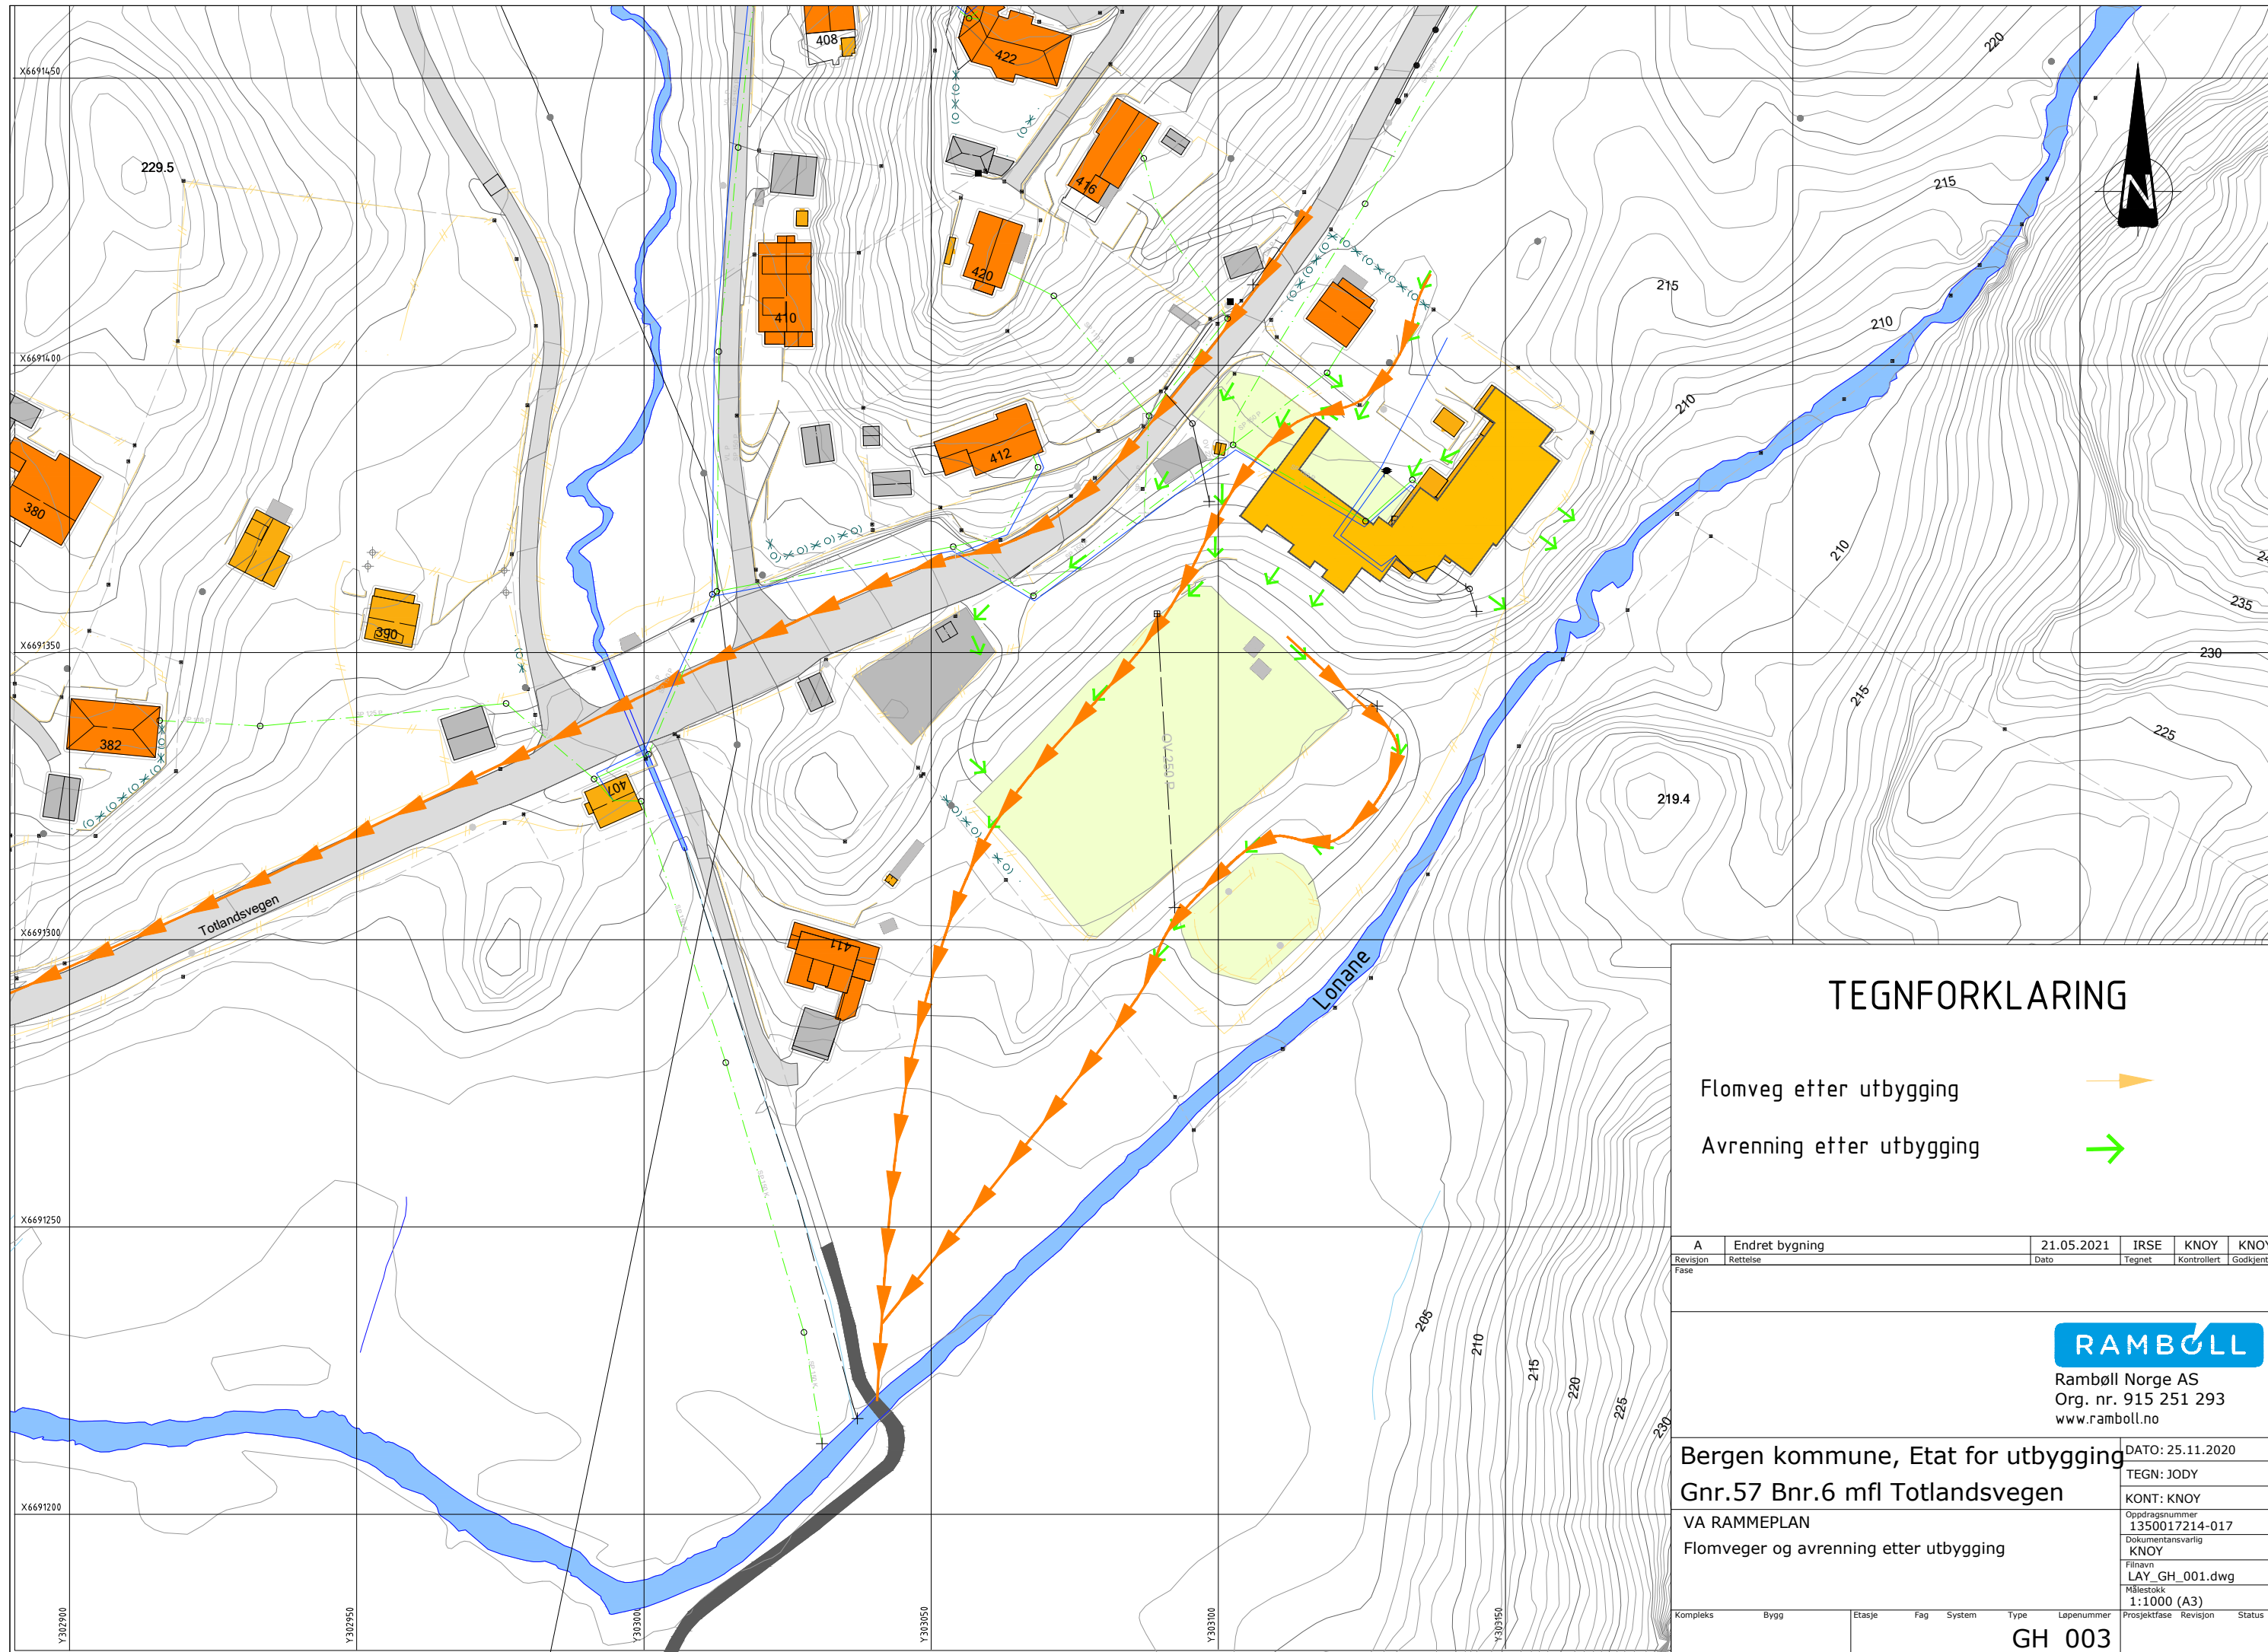 X6691450
X6691400
X6691350
X6691300
X6691250
X6691200
Y302900
Y302950
Y303000
Y303050
Y303100
Y303150
229.5
408
422
416
420
410
412
380
390
382
407
411
220
215
215
210
210
210
235
230
225
215
219.4
205
210
215
220
225
230
Totlandsvegen
Lonane
OV 250 P
F
N
TEGNFORKLARING
Flomveg etter utbygging
Avrenning etter utbygging
A Endret bygning 21.05.2021 IRSE KNOY KNOY
Revisjon Rettelse Dato Tegnet Kontrollert Godkjent
Fase
RAMBOLL
Rambøll Norge AS
Org. nr. 915 251 293
www.ramboll.no
Bergen kommune, Etat for utbygging
Gnr.57 Bnr.6 mfl Totlandsvegen
VA RAMMEPLAN
Flomveger og avrenning etter utbygging
DATO: 25.11.2020
TEGN: JODY
KONT: KNOY
Oppdragsnummer
1350017214-017
Dokumentansvarlig
KNOY
Filnavn
LAY_GH_001.dwg
Målestokk
1:1000 (A3)
Kompleks Bygg Etasje Fag System Type Løpenummer Prosjektfase Revisjon Status
GH 003